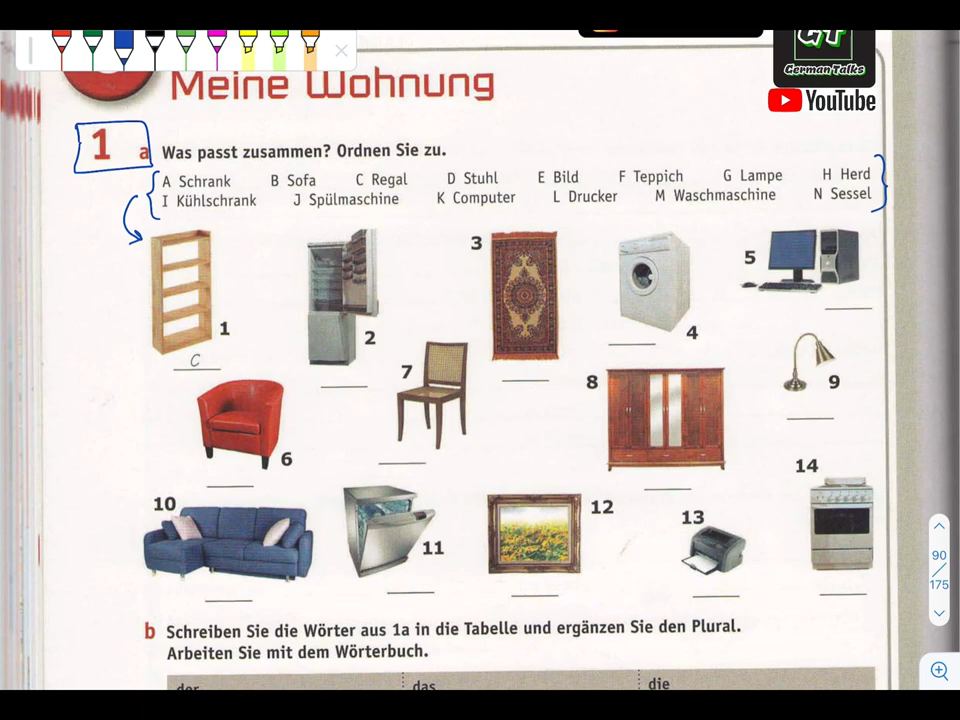 GT
German Talks
YouTube
Meine Wohnung
1 a Was passt zusammen? Ordnen Sie zu.
A Schrank B Sofa C Regal D Stuhl E Bild F Teppich G Lampe H Herd
I Kühlschrank J Spülmaschine K Computer L Drucker M Waschmaschine N Sessel
3
5
1
2
4
C
7
8
9
6
14
10
12
13
11
b Schreiben Sie die Wörter aus 1a in die Tabelle und ergänzen Sie den Plural.
Arbeiten Sie mit dem Wörterbuch.
der das die
90
175